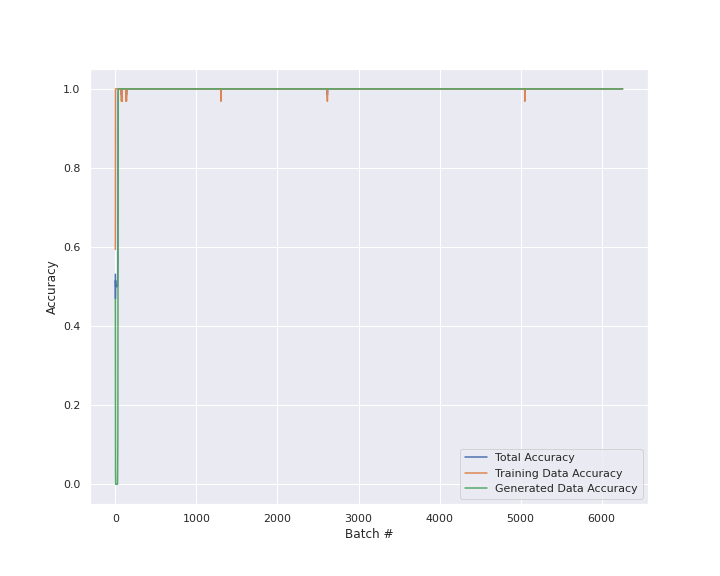 1.0
0.8
0.6
0.4
0.2
0.0
Accuracy
0 1000 2000 3000 4000 5000 6000
Batch #
Total Accuracy
Training Data Accuracy
Generated Data Accuracy